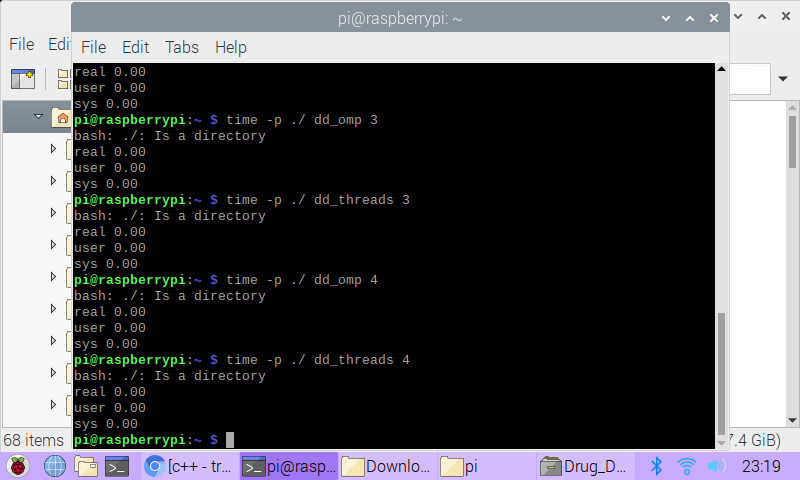 pi@raspberrypi: ~
File Edit Tabs Help
File Edi
real 0.00
user 0.00
sys 0.00
pi@raspberrypi:~ $ time -p ./ dd_omp 3
bash: ./: Is a directory
real 0.00
user 0.00
sys 0.00
pi@raspberrypi:~ $ time -p ./ dd_threads 3
bash: ./: Is a directory
real 0.00
user 0.00
sys 0.00
pi@raspberrypi:~ $ time -p ./ dd_omp 4
bash: ./: Is a directory
real 0.00
user 0.00
sys 0.00
pi@raspberrypi:~ $ time -p ./ dd_threads 4
bash: ./: Is a directory
real 0.00
user 0.00
sys 0.00
pi@raspberrypi:~ $
68 items 7.4 GiB)
[c++ - tr... pi@rasp... Downlo... pi Drug_D... 23:19